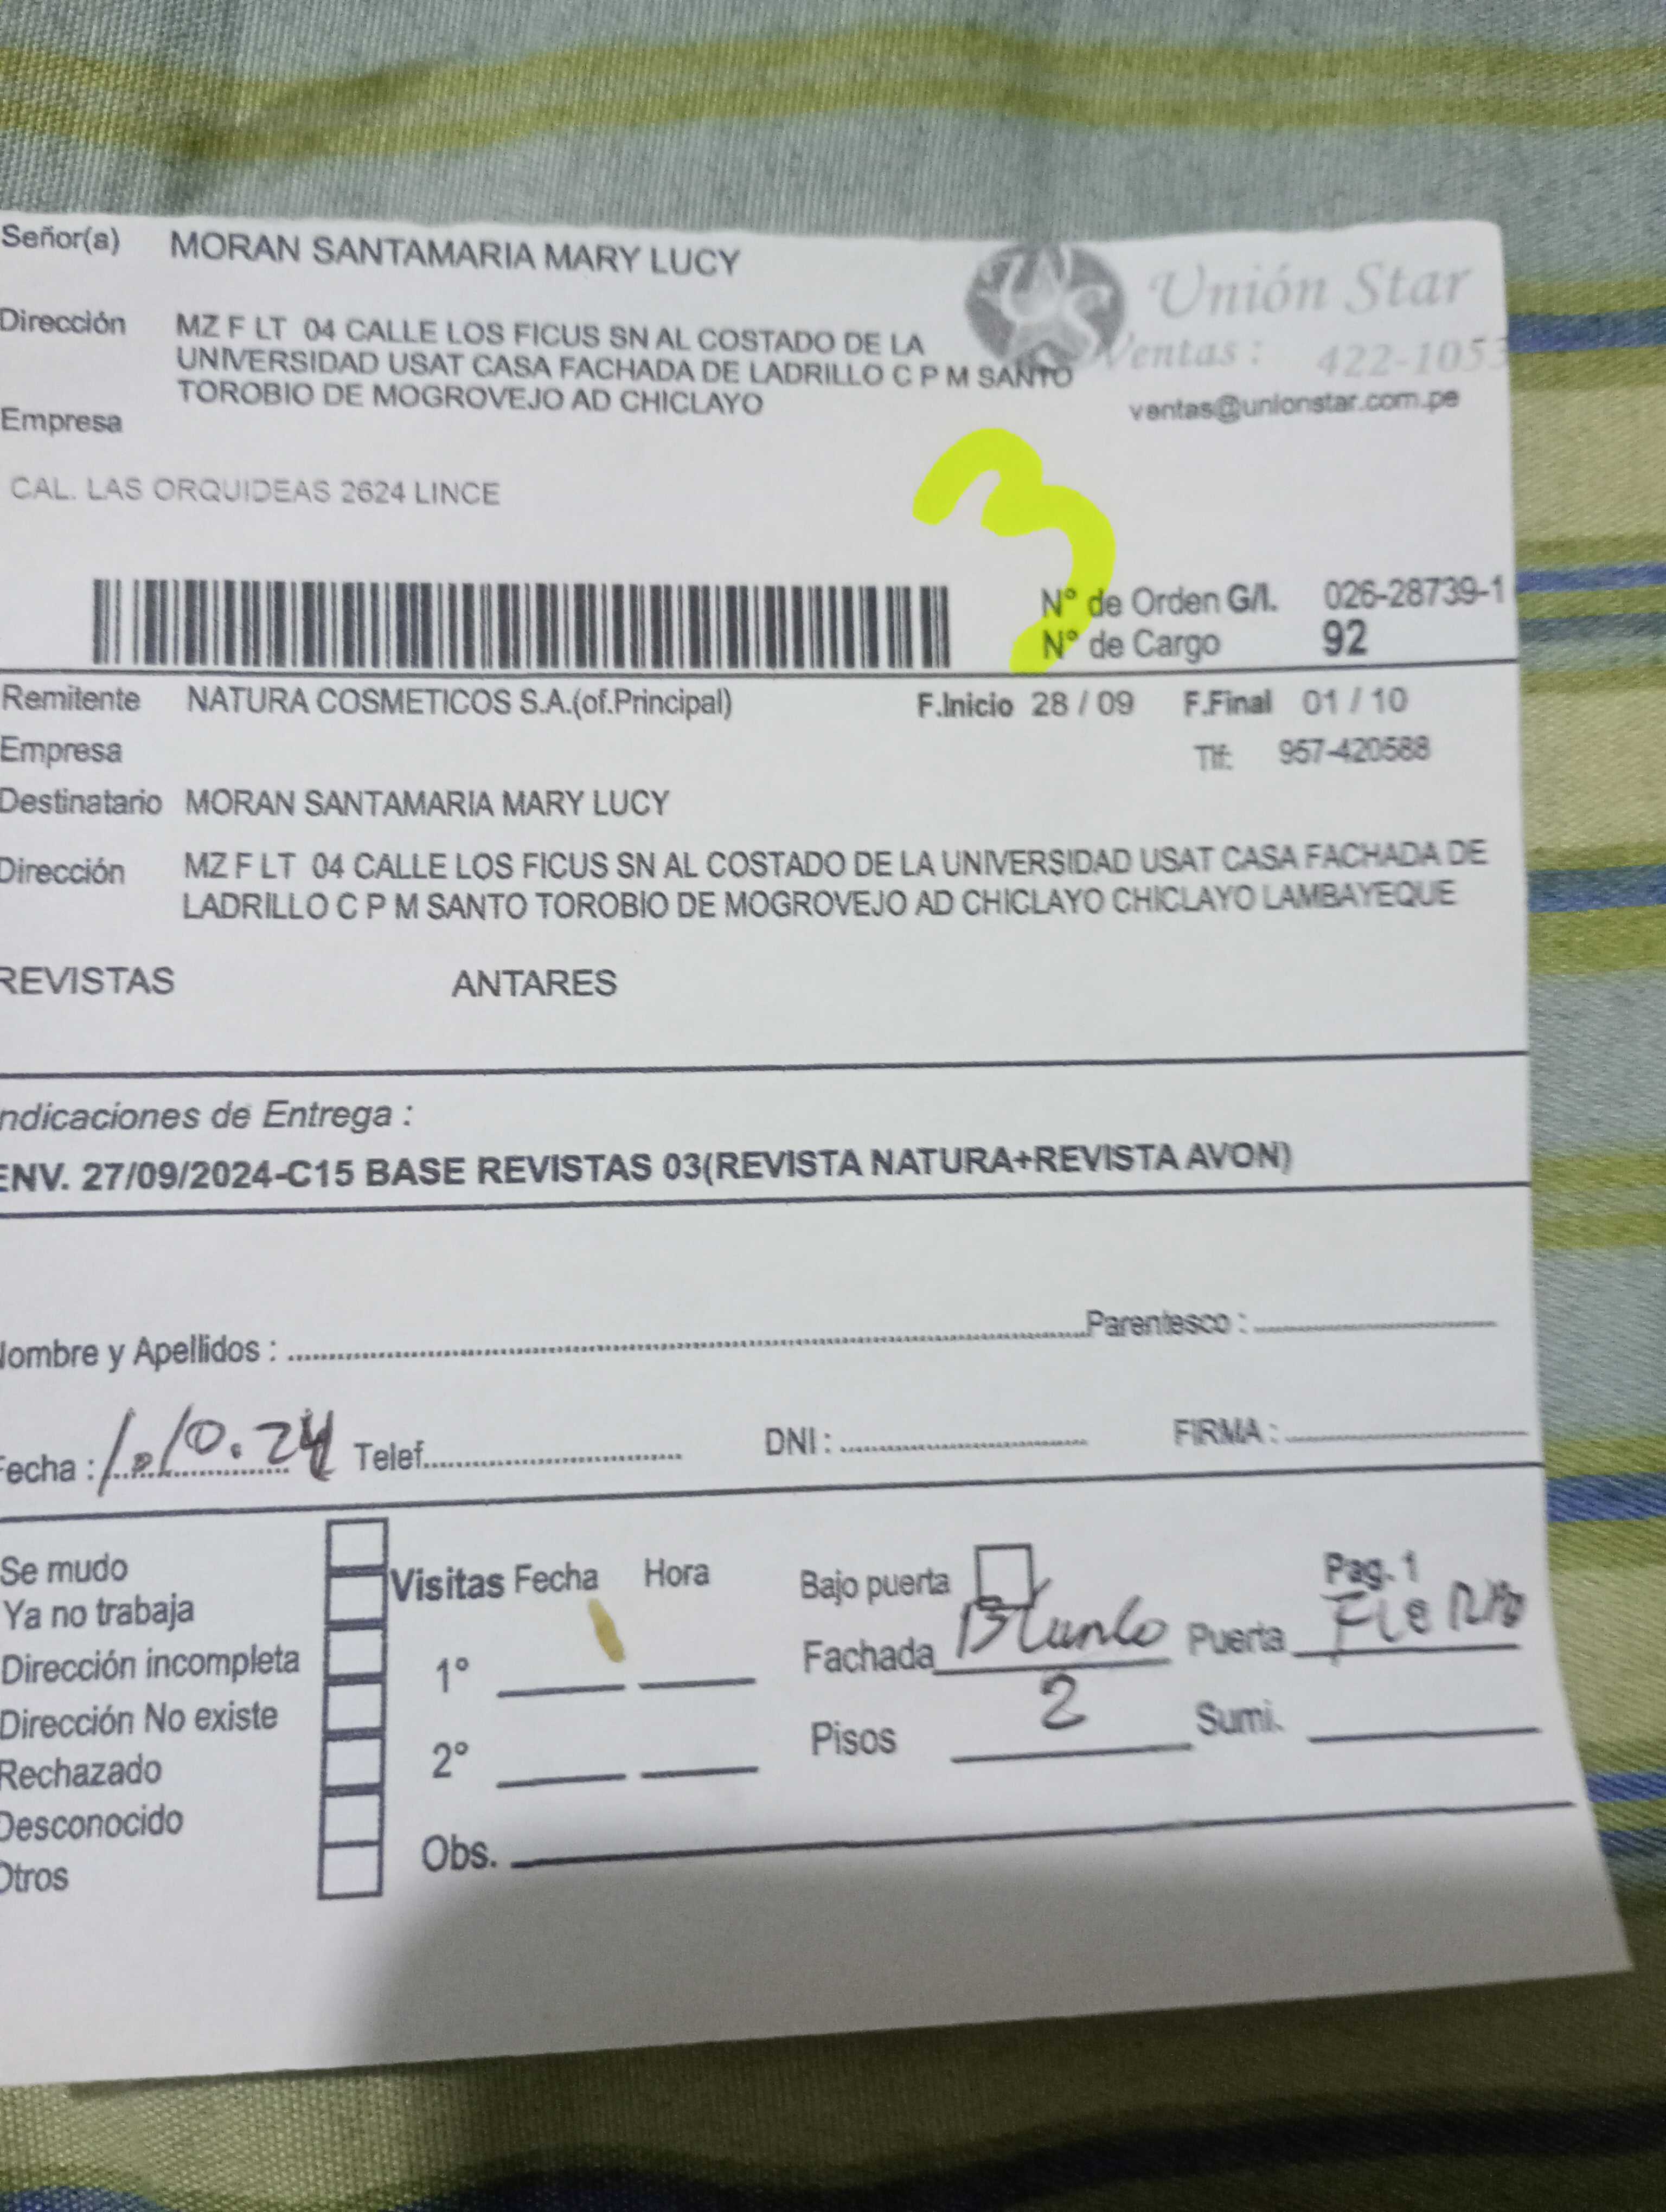 Señor(a) MORAN SANTAMARIA MARY LUCY
Unión Star
Dirección MZ F LT 04 CALLE LOS FICUS SN AL COSTADO DE LA
UNIVERSIDAD USAT CASA FACHADA DE LADRILLO C P M SANTO
TOROBIO DE MOGROVEJO AD CHICLAYO
Ventas : 422-1053
ventas@unionstar.com.pe
Empresa
CAL. LAS ORQUIDEAS 2624 LINCE
3
N° de Orden G/I. 026-28739-1
N° de Cargo 92
Remitente NATURA COSMETICOS S.A.(of.Principal) F.Inicio 28 / 09 F.Final 01 / 10
Empresa Tlf: 957-420588
Destinatario MORAN SANTAMARIA MARY LUCY
Dirección MZ F LT 04 CALLE LOS FICUS SN AL COSTADO DE LA UNIVERSIDAD USAT CASA FACHADA DE
LADRILLO C P M SANTO TOROBIO DE MOGROVEJO AD CHICLAYO CHICLAYO LAMBAYEQUE
REVISTAS ANTARES
ndicaciones de Entrega :
ENV. 27/09/2024-C15 BASE REVISTAS 03(REVISTA NATURA+REVISTA AVON)
Nombre y Apellidos : Parentesco :
Fecha : 1.10.24 Telef. DNI : FIRMA :
Se mudo
Ya no trabaja
Dirección incompleta
Dirección No existe
Rechazado
Desconocido
Otros
Visitas Fecha Hora
1°
2°
Obs.
Bajo puerta Pag. 1
Fachada Blanco Puerta Fierro
Pisos 2 Sumi.